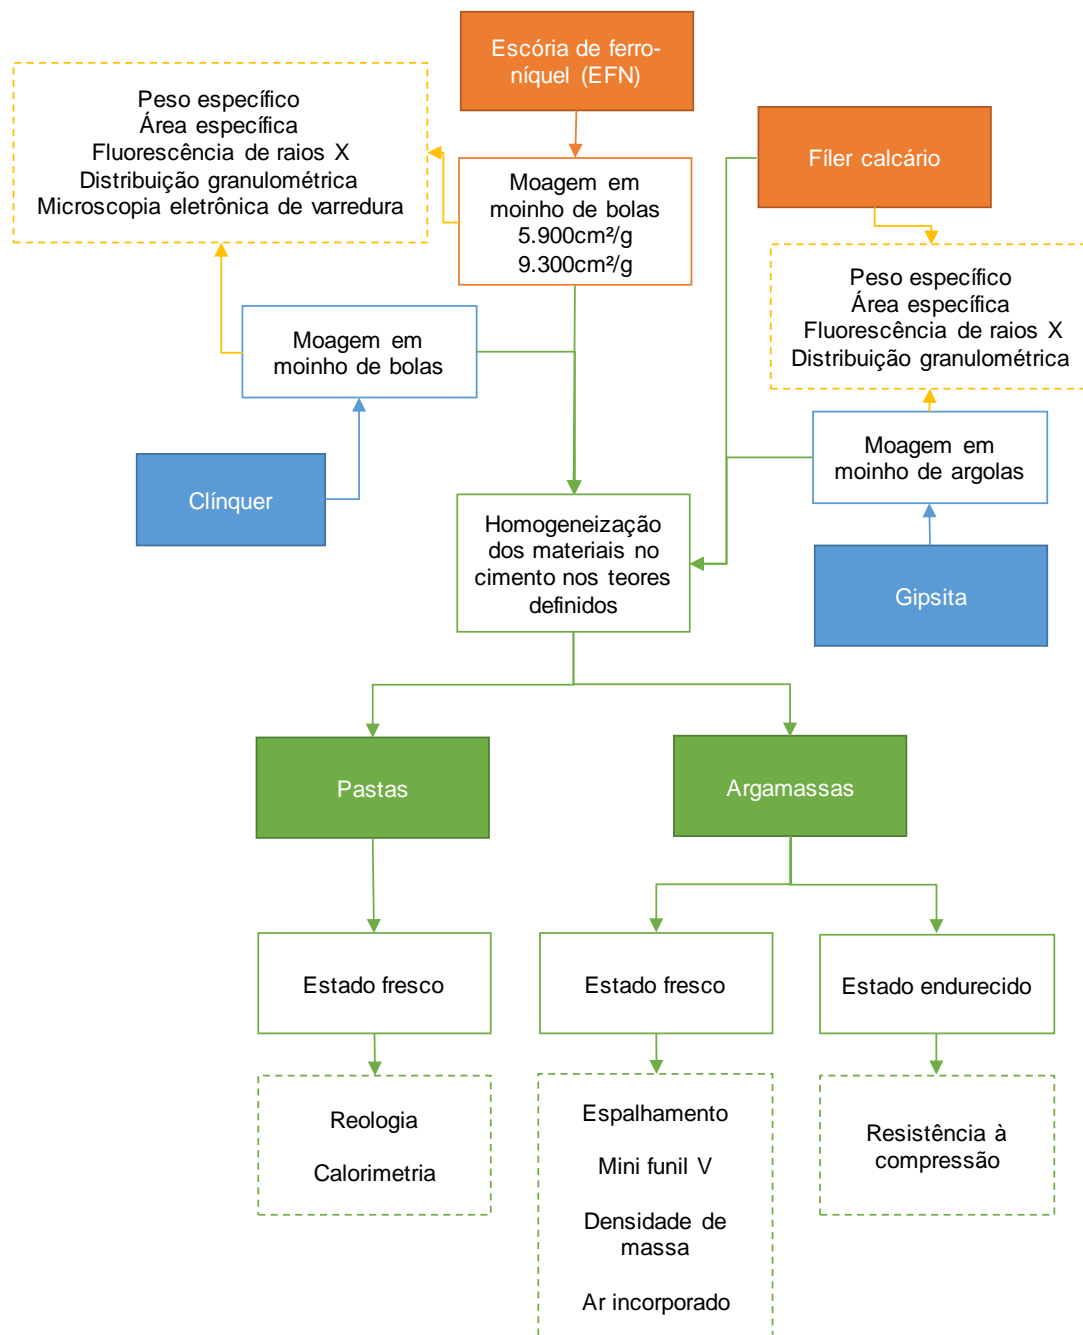 Escória de ferro-
níquel (EFN)
Peso específico
Área específica
Fluorescência de raios X
Distribuição granulométrica
Microscopia eletrônica de varredura
Moagem em
moinho de bolas
5.900cm²/g
9.300cm²/g
Fíler calcário
Peso específico
Área específica
Fluorescência de raios X
Distribuição granulométrica
Moagem em
moinho de bolas
Moagem em
moinho de argolas
Clínquer
Homogeneização
dos materiais no
cimento nos teores
definidos
Gipsita
Pastas
Argamassas
Estado fresco
Estado fresco
Estado endurecido
Reologia
Calorimetria
Espalhamento
Mini funil V
Densidade de
massa
Ar incorporado
Resistência à
compressão